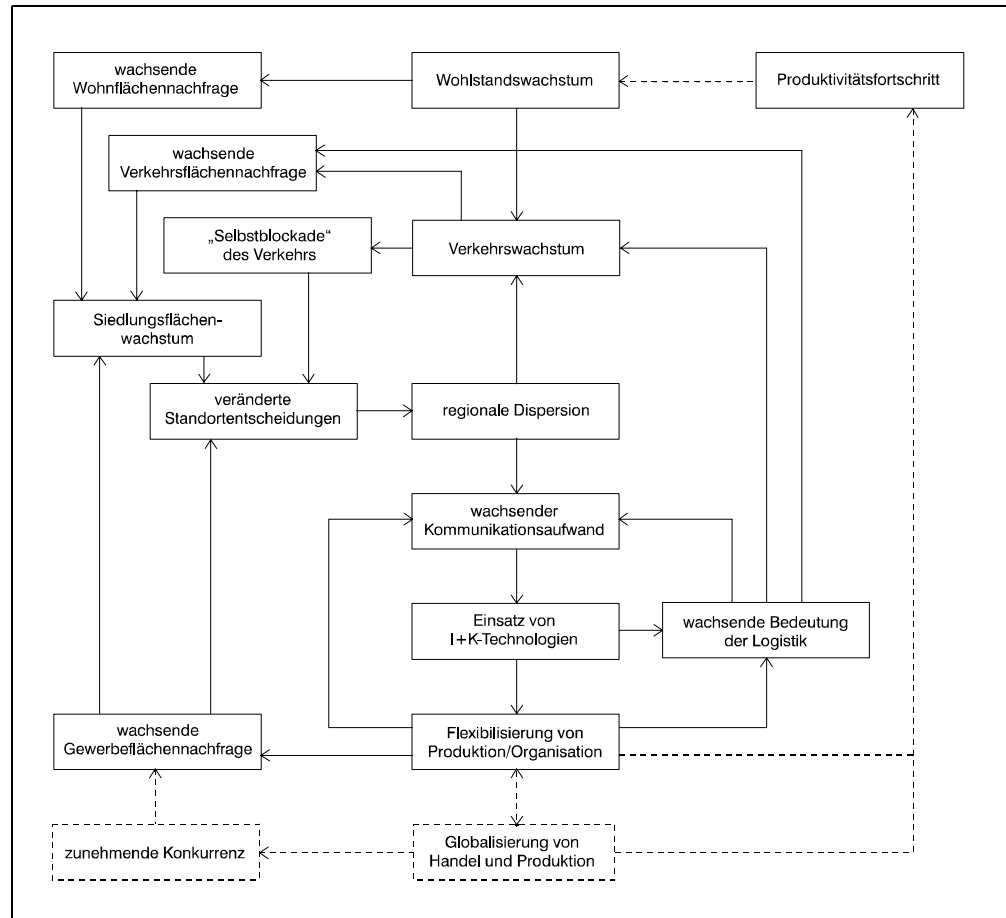 wachsende
Wohnflächennachfrage
Wohlstandswachstum
Produktivitätsfortschritt
wachsende
Verkehrsflächennachfrage
„Selbstblockade"
des Verkehrs
Verkehrswachstum
Siedlungsflächen-
wachstum
veränderte
Standortentscheidungen
regionale Dispersion
wachsender
Kommunikationsaufwand
Einsatz von
I+K-Technologien
wachsende Bedeutung
der Logistik
wachsende
Gewerbeflächennachfrage
Flexibilisierung von
Produktion/Organisation
zunehmende Konkurrenz
Globalisierung von
Handel und Produktion